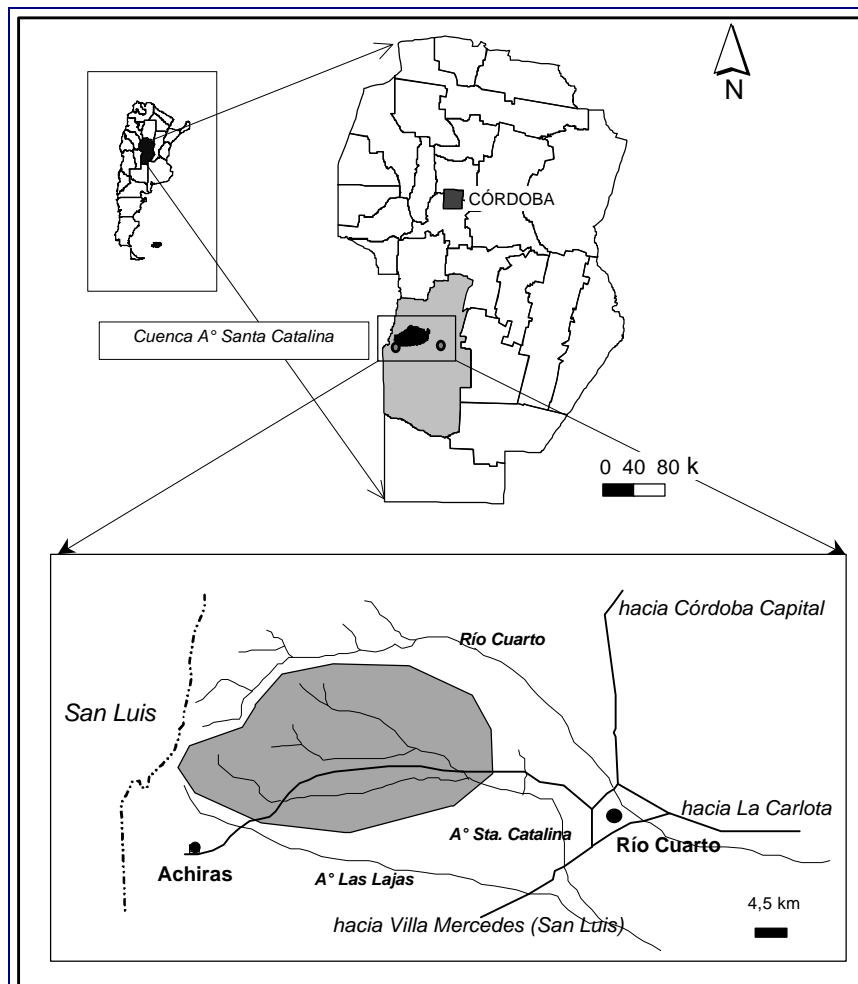 N
CÓRDOBA
Cuenca A° Santa Catalina
0 40 80 k
hacia Córdoba Capital
Río Cuarto
San Luis
hacia La Carlota
A° Sta. Catalina
Río Cuarto
Achiras
A° Las Lajas
hacia Villa Mercedes (San Luis)
4,5 km